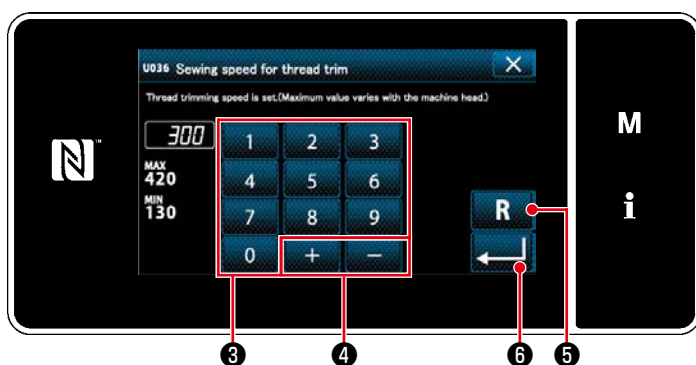 U036 Sewing speed for thread trim
Thread trimming speed is set.(Maximum value varies with the machine head.)
300
1 2 3
MAX
420
4 5 6
MIN
130
7 8 9
R
0 + −
N™
M
i
❸ ❹ ❻ ❺